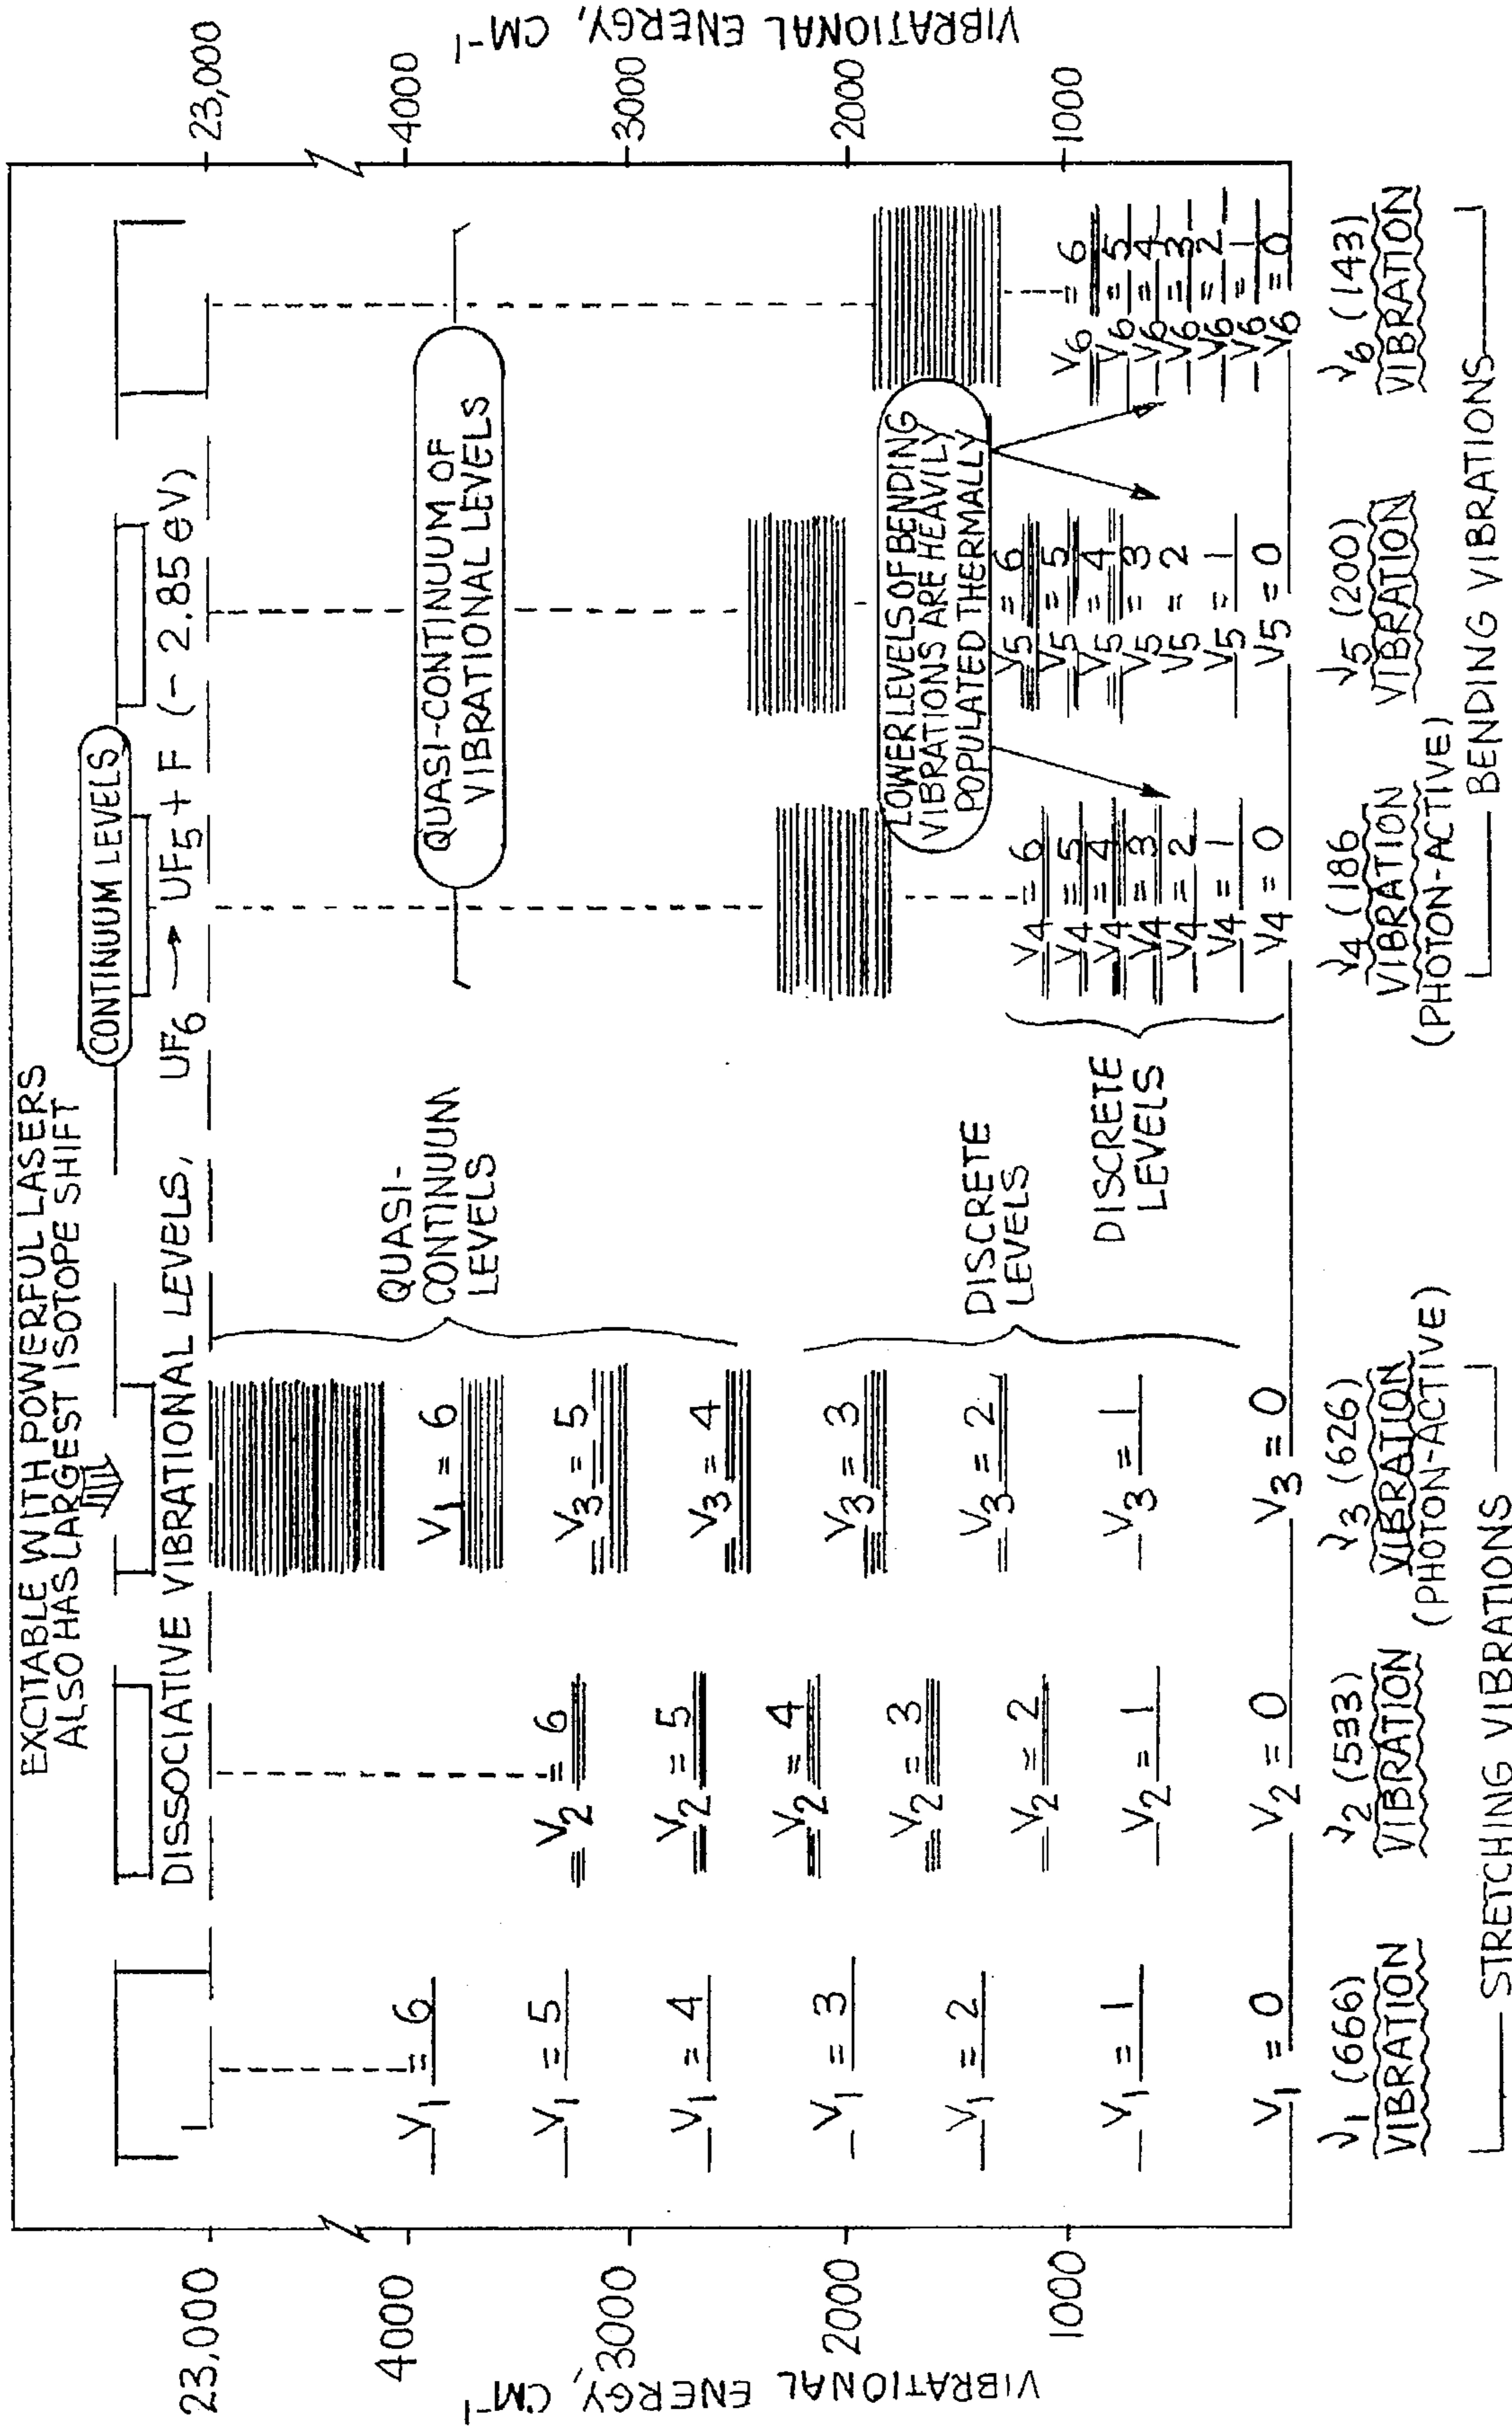 EXCITABLE WITH POWERFUL LASERS
ALSO HAS LARGEST ISOTOPE SHIFT
CONTINUUM LEVELS
DISSOCIATIVE VIBRATIONAL LEVELS, UF6 → UF5 + F (- 2.85 eV)
VIBRATIONAL ENERGY, CM-1
23,000
4000
3000
2000
1000
V1 = 6
V1 = 5
V1 = 4
V1 = 3
V1 = 2
V1 = 1
V1 = 0
V2 = 6
V2 = 5
V2 = 4
V2 = 3
V2 = 2
V2 = 1
V2 = 0
V1 = 6
V3 = 5
V3 = 4
V3 = 3
V3 = 2
V3 = 1
V3 = 0
QUASI-
CONTINUUM
LEVELS
DISCRETE
LEVELS
DISCRETE
LEVELS
QUASI-CONTINUUM OF
VIBRATIONAL LEVELS
LOWER LEVELS OF BENDING
VIBRATIONS ARE HEAVILY
POPULATED THERMALLY
V4 = 6
V4 = 5
V4 = 4
V4 = 3
V4 = 2
V4 = 1
V4 = 0
V5 = 6
V5 = 5
V5 = 4
V5 = 3
V5 = 2
V5 = 1
V5 = 0
V6 = 6
V6 = 5
V6 = 4
V6 = 3
V6 = 2
V6 = 1
V6 = 0
23,000
4000
3000
2000
1000
VIBRATIONAL ENERGY, CM-1
ν1 (666)
VIBRATION
ν2 (533)
VIBRATION
ν3 (626)
VIBRATION
(PHOTON-ACTIVE)
ν4 (186
VIBRATION
(PHOTON-ACTIVE)
ν5 (200)
VIBRATION
ν6 (143)
VIBRATION
STRETCHING VIBRATIONS
BENDING VIBRATIONS